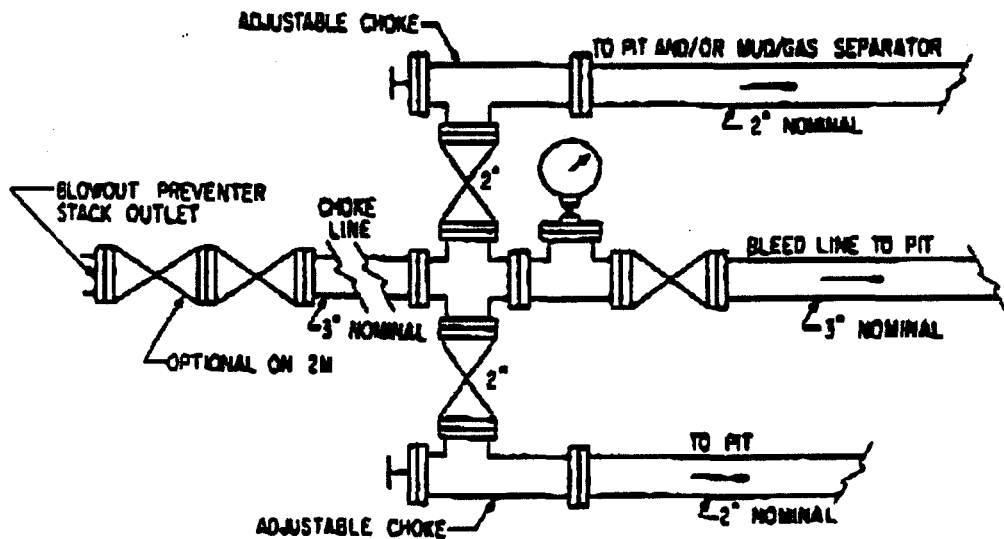 ADJUSTABLE CHOKE
TO PIT AND/OR MUD/GAS SEPARATOR
2" NOMINAL
2"
BLOWOUT PREVENTER
STACK OUTLET
CHOKE
LINE
BLEED LINE TO PIT
3" NOMINAL
3" NOMINAL
OPTIONAL ON 2M
2"
TO PIT
2" NOMINAL
ADJUSTABLE CHOKE